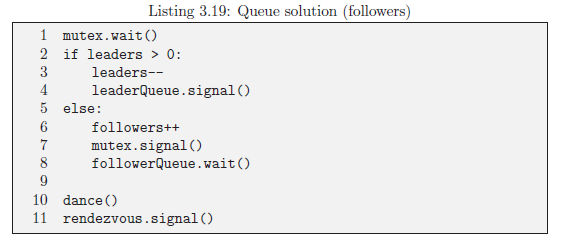 Listing 3.19: Queue solution (followers)
1 mutex.wait()
2 if leaders > 0:
3     leaders--
4     leaderQueue.signal()
5 else:
6     followers++
7     mutex.signal()
8     followerQueue.wait()
9
10 dance()
11 rendezvous.signal()